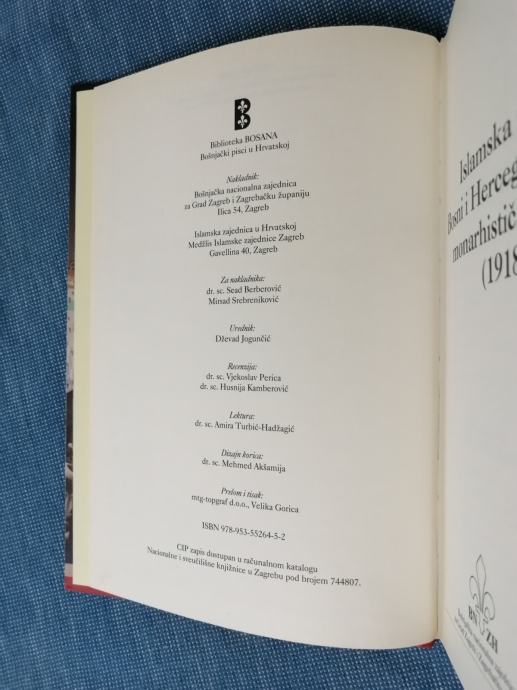 B
Biblioteka BOSANA
Bošnjački pisci u Hrvatskoj
Nakladnik:
Bošnjačka nacionalna zajednica
za Grad Zagreb i Zagrebačku županiju
Ilica 54, Zagreb
Islamska zajednica u Hrvatskoj
Medžlis Islamske zajednice Zagreb
Gavellina 40, Zagreb
Za nakladnika:
dr. sc. Sead Berberović
Mirsad Srebreniković
Urednik:
Dževad Jogunčić
Recenzija:
dr. sc. Vjekoslav Perica
dr. sc. Husnija Kamberović
Lektura:
dr. sc. Amira Turbić-Hadžagić
Dizajn korica:
dr. sc. Mehmed Akšamija
Prelom i tisak:
mtg-topgraf d.o.o., Velika Gorica
ISBN 978-953-55264-5-2
CIP zapis dostupan u računalnom katalogu
Nacionalne i sveučilišne knjižnice u Zagrebu pod brojem 744807.
Islamska
Bosni i Herceg
monarhistič
(1918
BN ZH